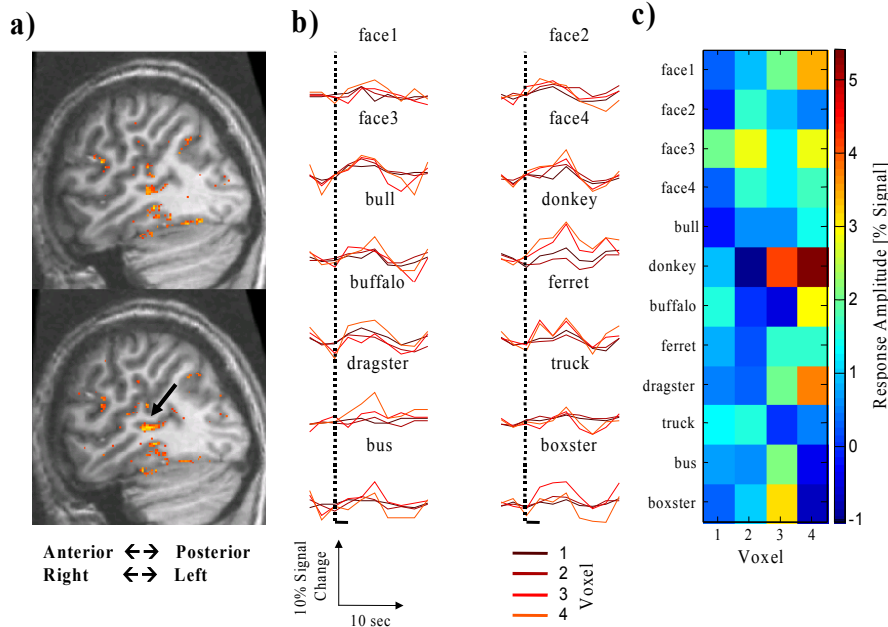 a)
Anterior <--> Posterior
Right <--> Left
b)
face1 face2
face3 face4
bull donkey
buffalo ferret
dragster truck
bus boxster
10% Signal
Change
10 sec
1
2
3
4
Voxel
c)
face1
face2
face3
face4
bull
donkey
buffalo
ferret
dragster
truck
bus
boxster
1 2 3 4
Voxel
5
4
3
2
1
0
-1
Response Amplitude [% Signal]